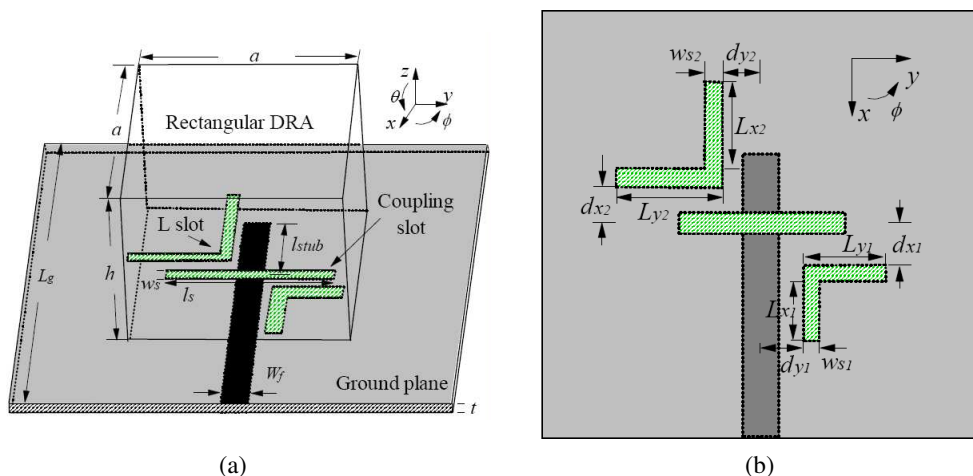 a
z
θ
y
x
ϕ
a
Rectangular DRA
Coupling
slot
L slot
lstub
Lg
h
ws
ls
Wf
Ground plane
t
(a)
ws2
dy2
y
x
ϕ
Lx2
dx2
Ly2
Ly1
dx1
Lx1
dy1
ws1
(b)